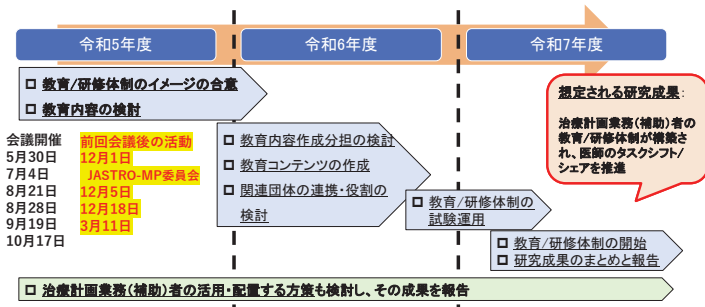 令和5年度
令和6年度
令和7年度
□ 教育/研修体制のイメージの合意
□ 教育内容の検討
想定される研究成果:
治療計画業務(補助)者の
教育/研修体制が構築さ
れ、医師のタスクシフト/
シェアを推進
会議開催
5月30日
7月4日
8月21日
8月28日
9月19日
10月17日
前回会議後の活動
12月1日
JASTRO-MP委員会
12月5日
12月18日
3月11日
□ 教育内容作成分担の検討
□ 教育コンテンツの作成
□ 関連団体の連携・役割の
検討
□ 教育/研修体制の
試験運用
□ 教育/研修体制の開始
□ 研究成果のまとめと報告
□ 治療計画業務(補助)者の活用・配置する方策も検討し、その成果を報告